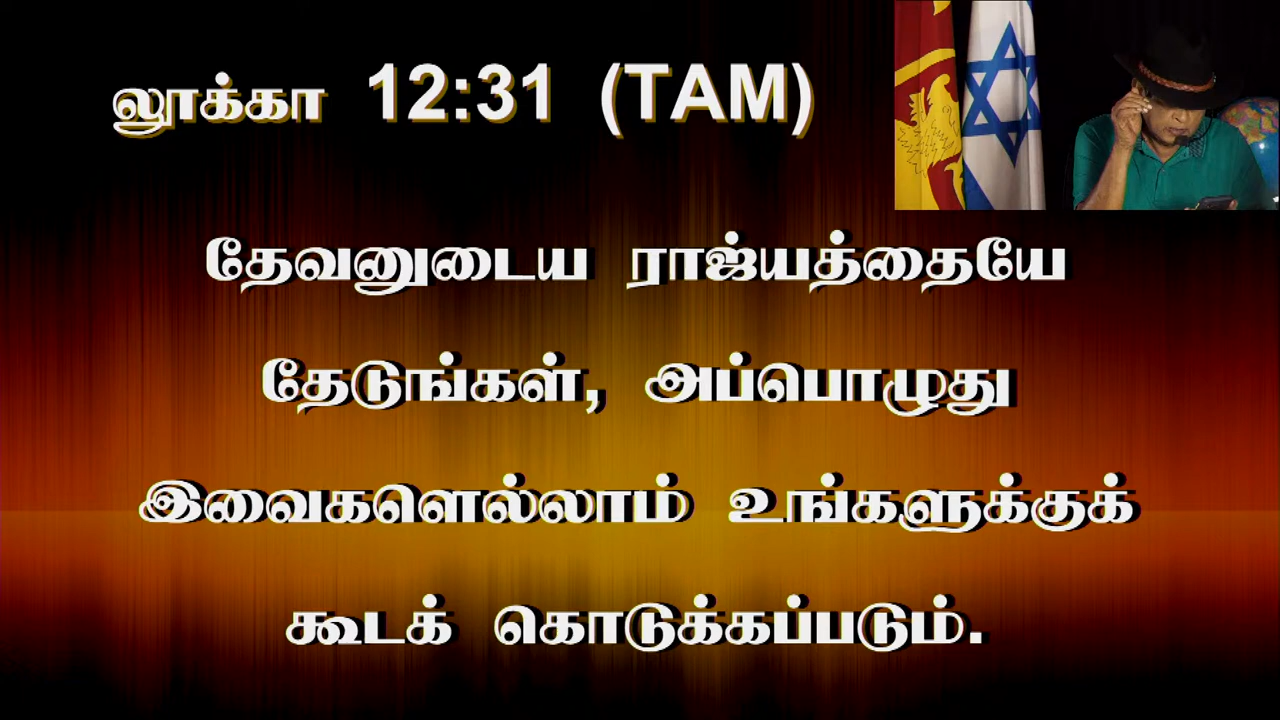 லூக்கா 12:31 (TAM)
தேவனுடைய ராஜ்யத்தையே
தேடுங்கள், அப்பொழுது
இவைகளெல்லாம் உங்களுக்குக்
கூடக் கொடுக்கப்படும்.